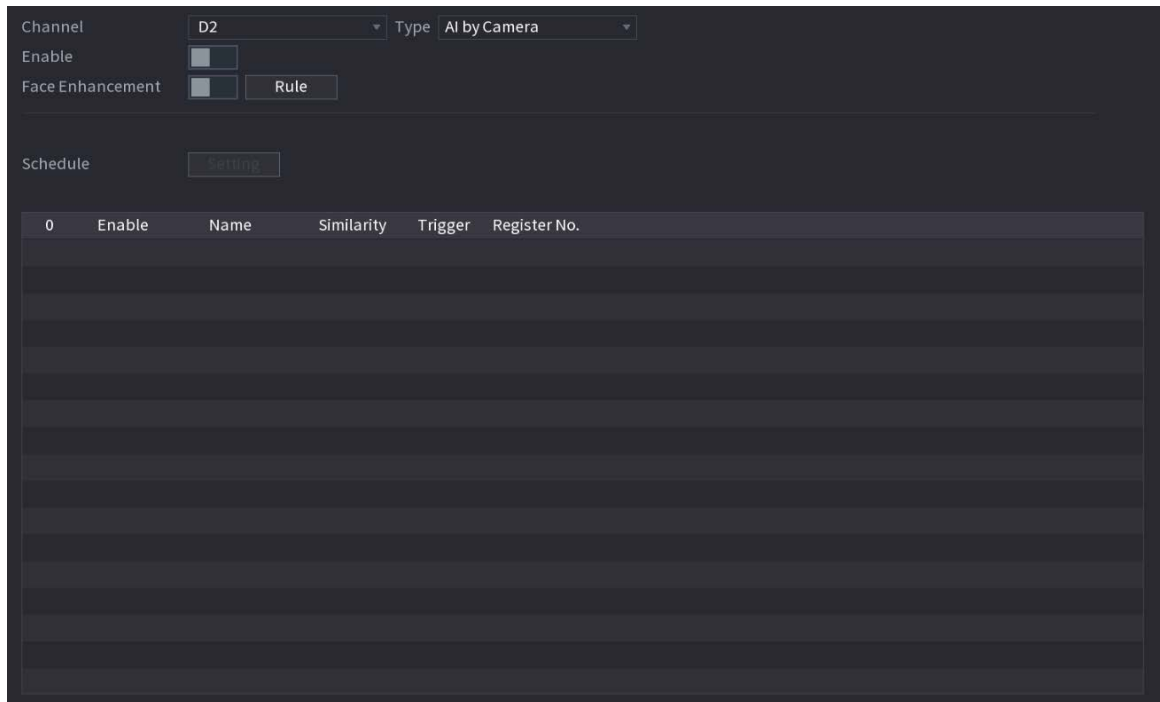 Channel D2 Type AI by Camera
Enable
Face Enhancement Rule
Schedule Setting
0 Enable Name Similarity Trigger Register No.